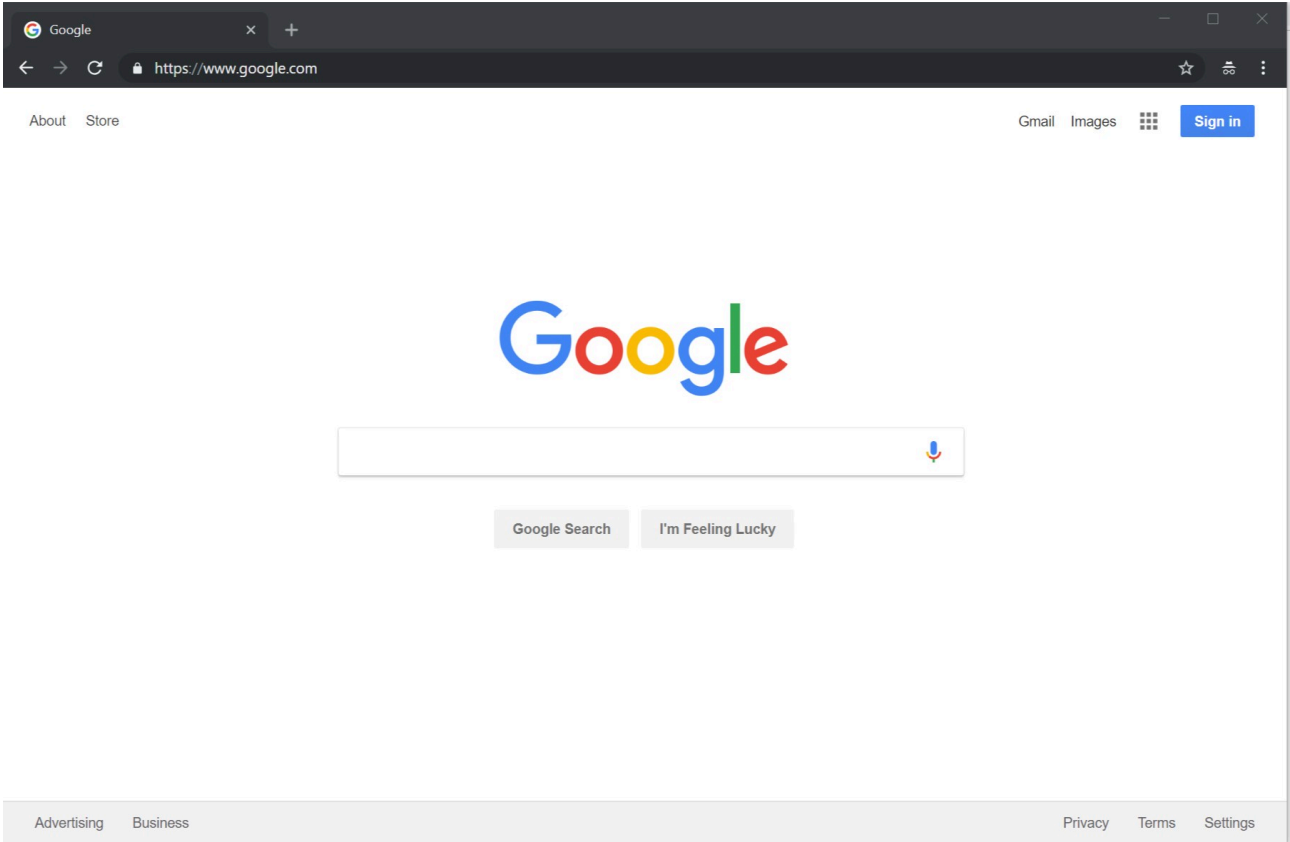 Google
https://www.google.com
About Store Gmail Images Sign in
Google
Google Search I'm Feeling Lucky
Advertising Business Privacy Terms Settings